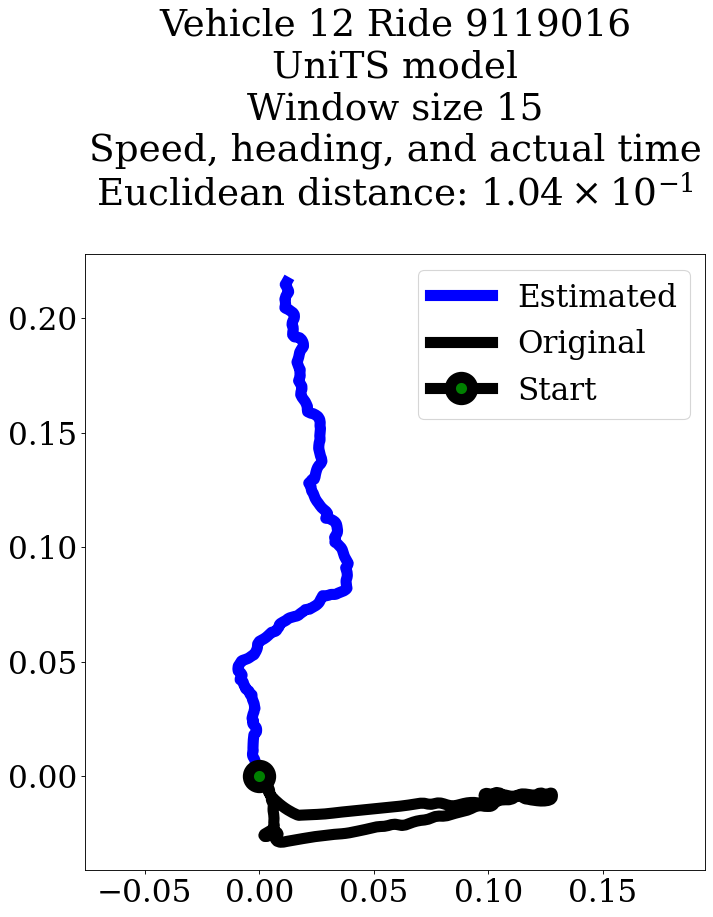 Vehicle 12 Ride 9119016
UniTS model
Window size 15
Speed, heading, and actual time
Euclidean distance: 1.04 × 10⁻¹
Estimated
Original
Start
0.20
0.15
0.10
0.05
0.00
−0.05 0.00 0.05 0.10 0.15